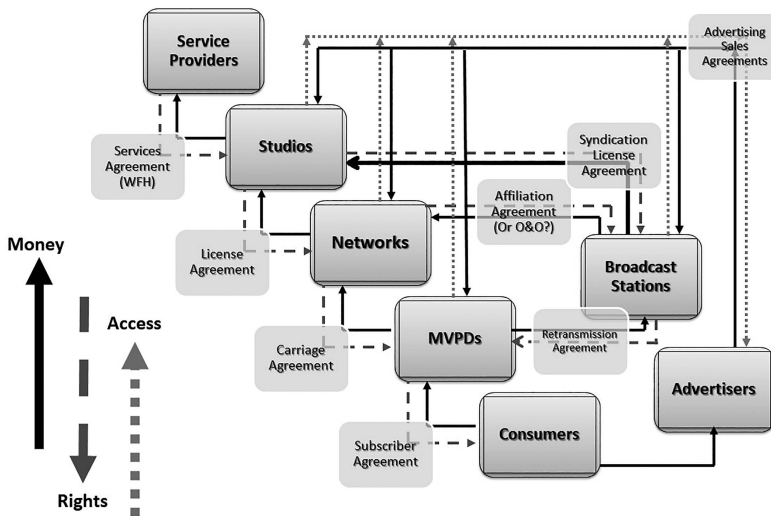 Service
Providers
Advertising
Sales
Agreements
Services
Agreement
(WFH)
Studios
Syndication
License
Agreement
License
Agreement
Networks
Affiliation
Agreement
(Or O&O?)
Broadcast
Stations
Money
Access
Rights
Carriage
Agreement
MVPDs
Retransmission
Agreement
Advertisers
Subscriber
Agreement
Consumers